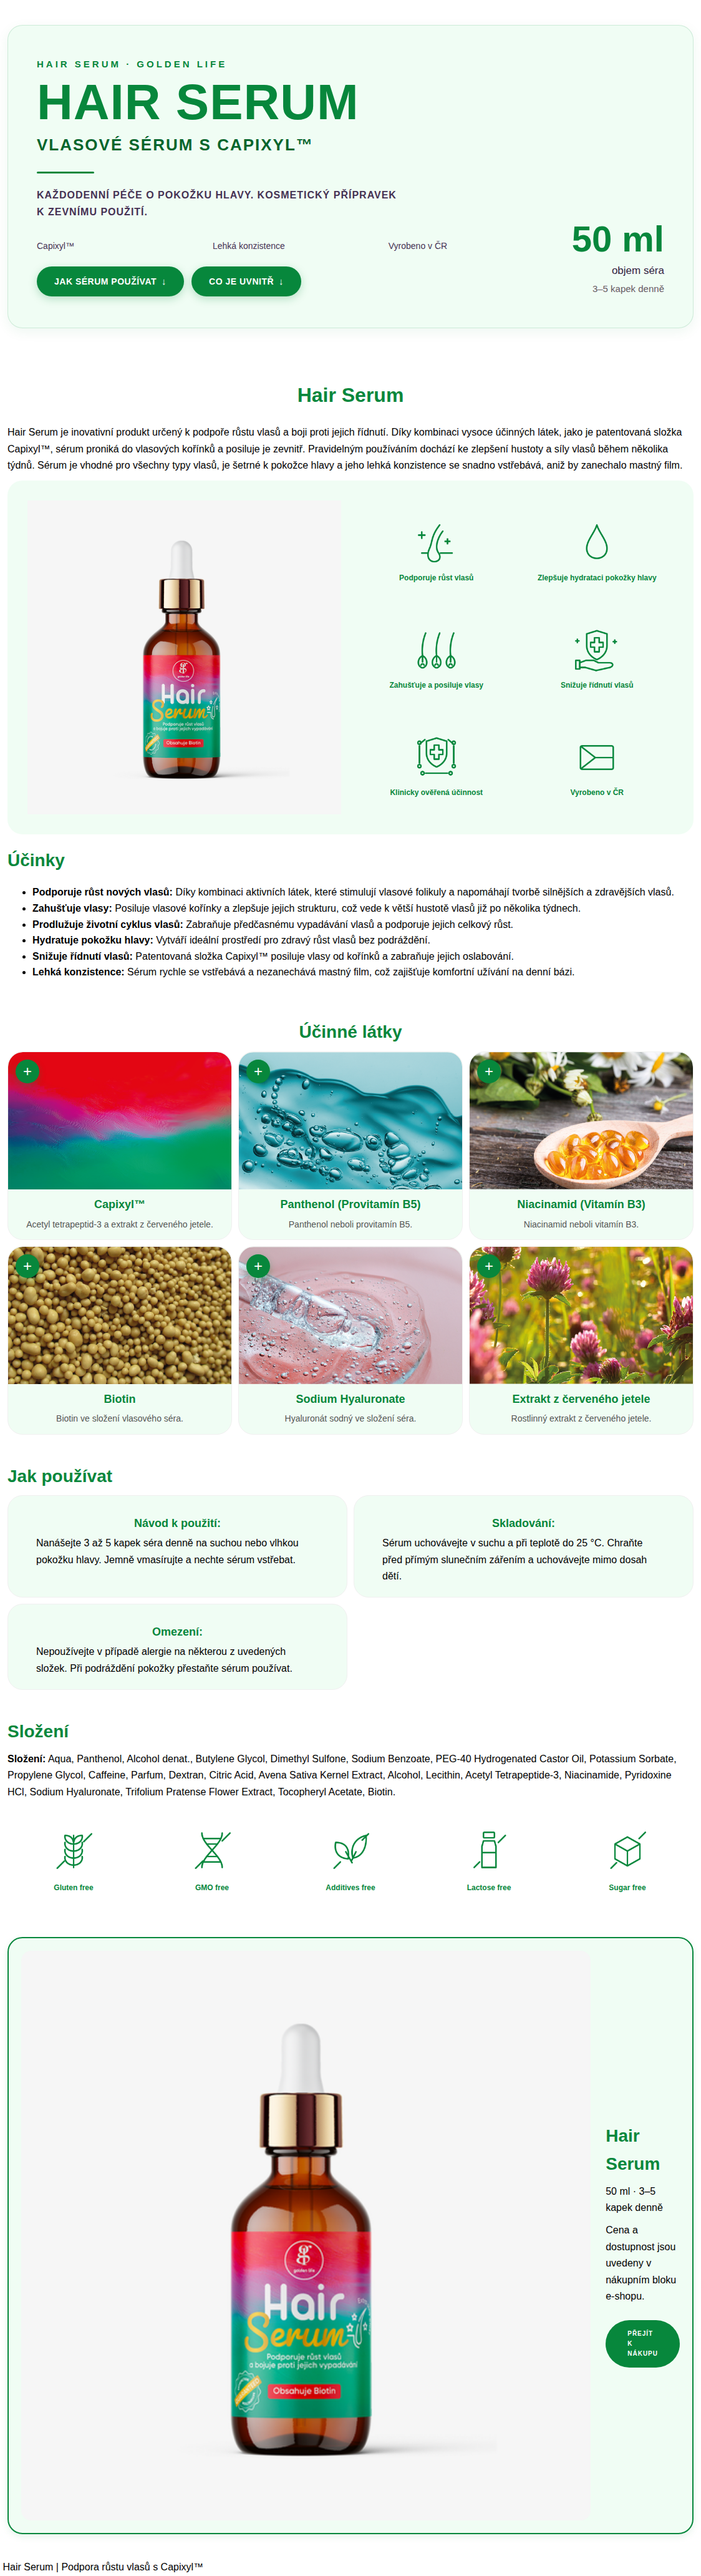 HAIR SERUM · GOLDEN LIFE
HAIR SERUM
VLASOVÉ SÉRUM S CAPIXYL™
KAŽDODENNÍ PÉČE O POKOŽKU HLAVY. KOSMETICKÝ PŘÍPRAVEK
K ZEVNÍMU POUŽITÍ.
Capixyl™
Lehká konzistence
Vyrobeno v ČR
JAK SÉRUM POUŽÍVAT ↓
CO JE UVNITŘ ↓
50 ml
objem séra
3–5 kapek denně
Hair Serum
Hair Serum je inovativní produkt určený k podpoře růstu vlasů a boji proti jejich řídnutí. Díky kombinaci vysoce účinných látek, jako je patentovaná složka
Capixyl™, sérum proniká do vlasových kořínků a posiluje je zevnitř. Pravidelným používáním dochází ke zlepšení hustoty a síly vlasů během několika
týdnů. Sérum je vhodné pro všechny typy vlasů, je šetrné k pokožce hlavy a jeho lehká konzistence se snadno vstřebává, aniž by zanechalo mastný film.
golden life
Hair
Serum
Podporuje růst vlasů
a bojuje proti jejich vypadávání
Obsahuje Biotin
Podporuje růst vlasů
Zlepšuje hydrataci pokožky hlavy
Zahušťuje a posiluje vlasy
Snižuje řídnutí vlasů
Klinicky ověřená účinnost
Vyrobeno v ČR
Účinky
• Podporuje růst nových vlasů: Díky kombinaci aktivních látek, které stimulují vlasové folikuly a napomáhají tvorbě silnějších a zdravějších vlasů.
• Zahušťuje vlasy: Posiluje vlasové kořínky a zlepšuje jejich strukturu, což vede k větší hustotě vlasů již po několika týdnech.
• Prodlužuje životní cyklus vlasů: Zabraňuje předčasnému vypadávání vlasů a podporuje jejich celkový růst.
• Hydratuje pokožku hlavy: Vytváří ideální prostředí pro zdravý růst vlasů bez podráždění.
• Snižuje řídnutí vlasů: Patentovaná složka Capixyl™ posiluje vlasy od kořínků a zabraňuje jejich oslabování.
• Lehká konzistence: Sérum rychle se vstřebává a nezanechává mastný film, což zajišťuje komfortní užívání na denní bázi.
Účinné látky
+
+
+
Capixyl™
Panthenol (Provitamín B5)
Niacinamid (Vitamín B3)
Acetyl tetrapeptid-3 a extrakt z červeného jetele.
Panthenol neboli provitamín B5.
Niacinamid neboli vitamín B3.
+
+
+
Biotin
Sodium Hyaluronate
Extrakt z červeného jetele
Biotin ve složení vlasového séra.
Hyaluronát sodný ve složení séra.
Rostlinný extrakt z červeného jetele.
Jak používat
Návod k použití:
Nanášejte 3 až 5 kapek séra denně na suchou nebo vlhkou
pokožku hlavy. Jemně vmasírujte a nechte sérum vstřebat.
Skladování:
Sérum uchovávejte v suchu a při teplotě do 25 °C. Chraňte
před přímým slunečním zářením a uchovávejte mimo dosah
dětí.
Omezení:
Nepoužívejte v případě alergie na některou z uvedených
složek. Při podráždění pokožky přestaňte sérum používat.
Složení
Složení: Aqua, Panthenol, Alcohol denat., Butylene Glycol, Dimethyl Sulfone, Sodium Benzoate, PEG-40 Hydrogenated Castor Oil, Potassium Sorbate,
Propylene Glycol, Caffeine, Parfum, Dextran, Citric Acid, Avena Sativa Kernel Extract, Alcohol, Lecithin, Acetyl Tetrapeptide-3, Niacinamide, Pyridoxine
HCl, Sodium Hyaluronate, Trifolium Pratense Flower Extract, Tocopheryl Acetate, Biotin.
Gluten free
GMO free
Additives free
Lactose free
Sugar free
golden life
Hair
Serum
Podporuje růst vlasů
a bojuje proti jejich vypadávání
Obsahuje Biotin
Hair
Serum
50 ml · 3–5
kapek denně
Cena a
dostupnost jsou
uvedeny v
nákupním bloku
e-shopu.
PŘEJÍT
K
NÁKUPU
Hair Serum | Podpora růstu vlasů s Capixyl™